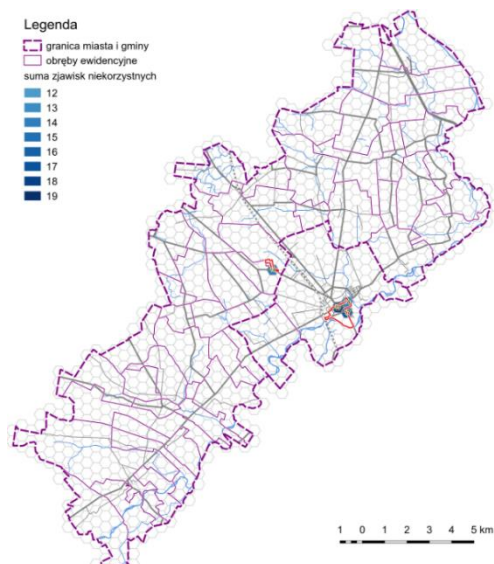 Legenda
granica miasta i gminy
obręby ewidencyjne
suma zjawisk niekorzystnych
12
13
14
15
16
17
18
19
1 0 1 2 3 4 5 km